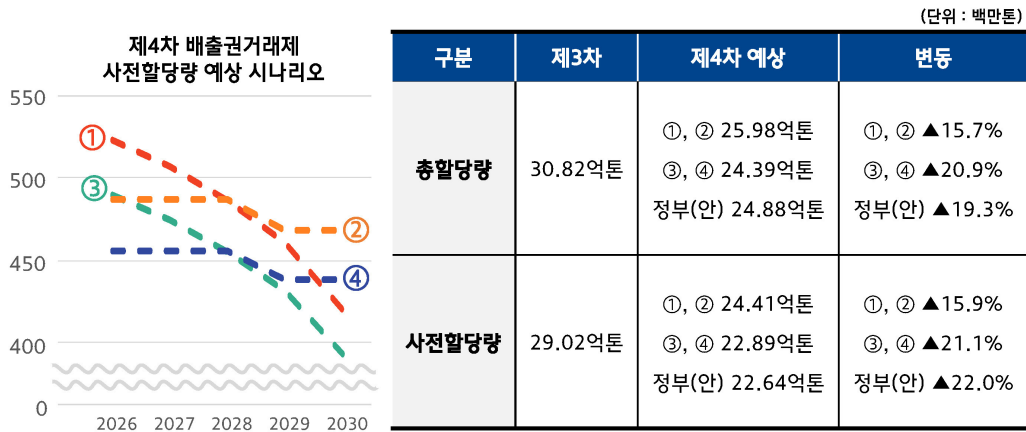 (단위 : 백만톤)
제4차 배출권거래제
사전할당량 예상 시나리오
550
500
450
400
0
①
③
②
④
2026 2027 2028 2029 2030
구분 제3차 제4차 예상 변동
총할당량
30.82억톤
①, ② 25.98억톤
③, ④ 24.39억톤
정부(안) 24.88억톤
①, ② ▲15.7%
③, ④ ▲20.9%
정부(안) ▲19.3%
사전할당량
29.02억톤
①, ② 24.41억톤
③, ④ 22.89억톤
정부(안) 22.64억톤
①, ② ▲15.9%
③, ④ ▲21.1%
정부(안) ▲22.0%